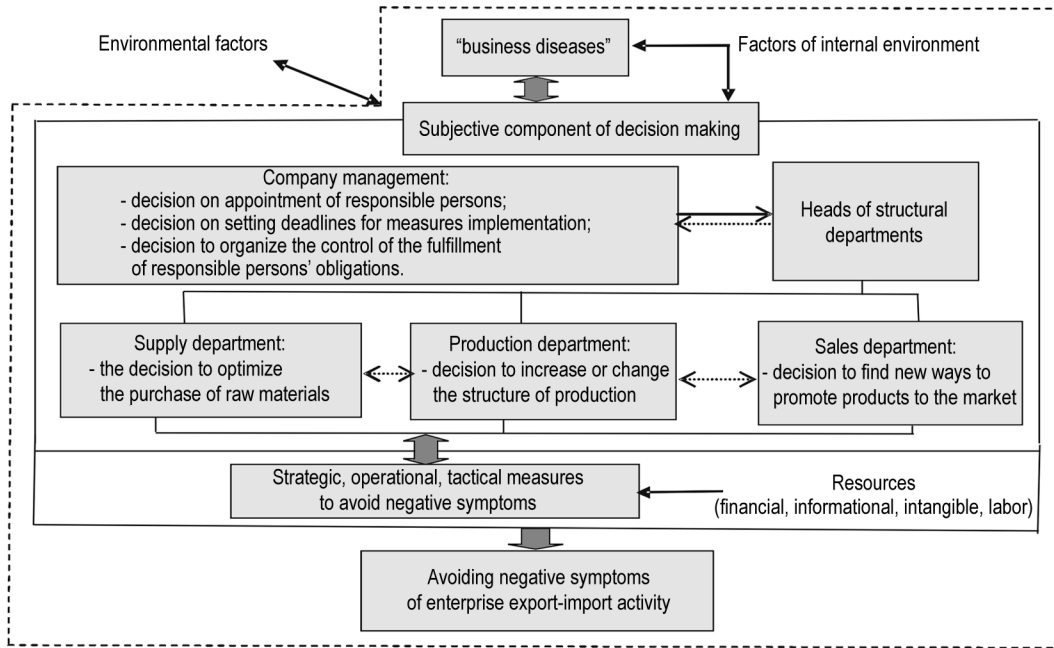 Environmental factors
“business diseases”
Factors of internal environment
Subjective component of decision making
Company management:
- decision on appointment of responsible persons;
- decision on setting deadlines for measures implementation;
- decision to organize the control of the fulfillment
of responsible persons’ obligations.
Heads of structural
departments
Supply department:
- the decision to optimize
the purchase of raw materials
Production department:
- decision to increase or change
the structure of production
Sales department:
- decision to find new ways to
promote products to the market
Strategic, operational, tactical measures
to avoid negative symptoms
Resources
(financial, informational, intangible, labor)
Avoiding negative symptoms
of enterprise export-import activity